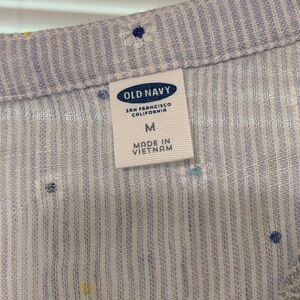 OLD NAVY
SAN FRANCISCO
CALIFORNIA
M
MADE IN
VIETNAM